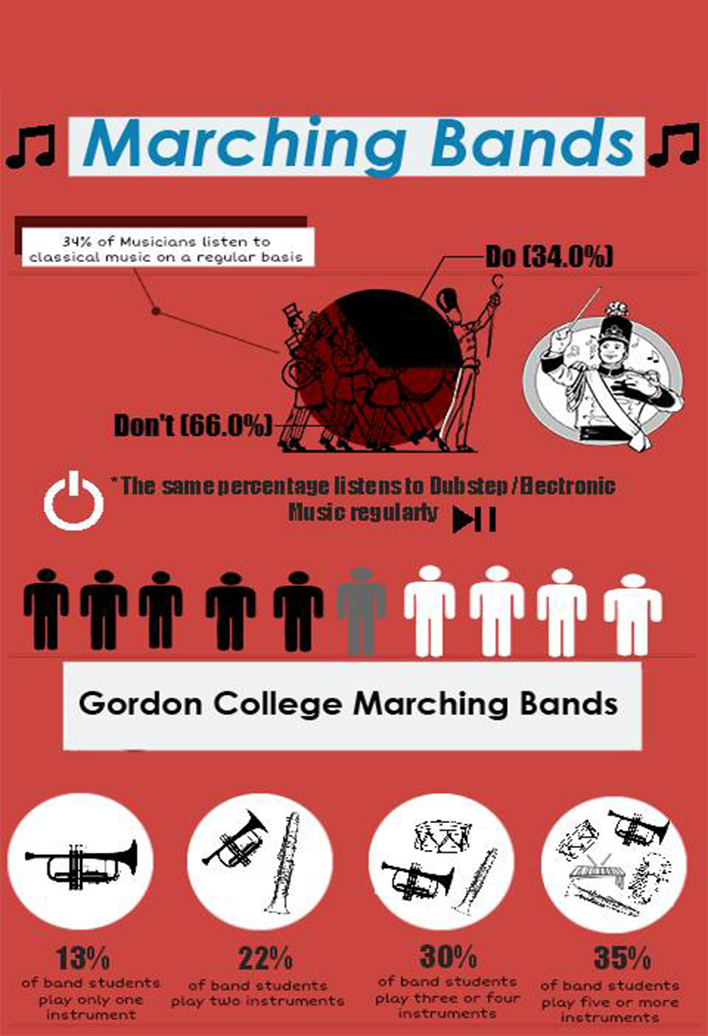 Marching Bands
34% of Musicians listen to
classical music on a regular basis
Do (34.0%)
Don't (66.0%)
*The same percentage listens to Dubstep/Electronic
Music regularly
Gordon College Marching Bands
13%
of band students
play only one
instrument
22%
of band students
play two instruments
30%
of band students
play three or four
instruments
35%
of band students
play five or more
instruments